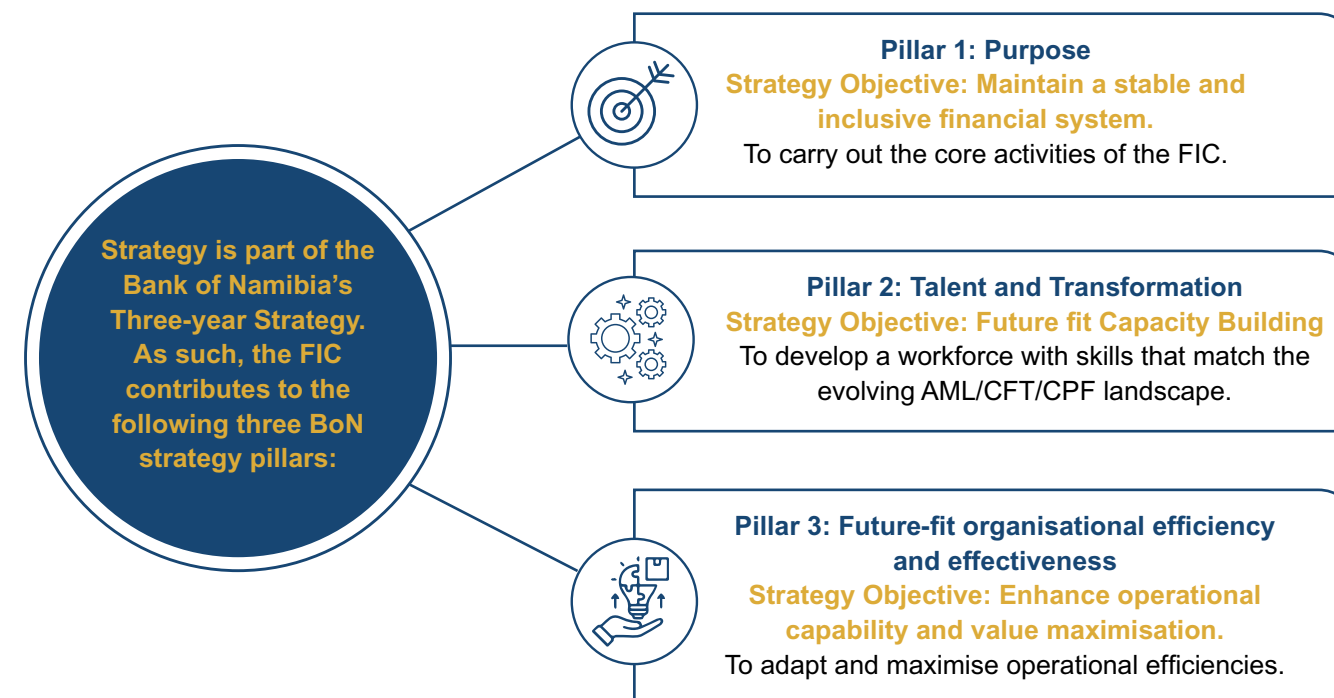 Strategy is part of the
Bank of Namibia’s
Three-year Strategy.
As such, the FIC
contributes to the
following three BoN
strategy pillars:
Pillar 1: Purpose
Strategy Objective: Maintain a stable and
inclusive financial system.
To carry out the core activities of the FIC.
Pillar 2: Talent and Transformation
Strategy Objective: Future fit Capacity Building
To develop a workforce with skills that match the
evolving AML/CFT/CPF landscape.
Pillar 3: Future-fit organisational efficiency
and effectiveness
Strategy Objective: Enhance operational
capability and value maximisation.
To adapt and maximise operational efficiencies.